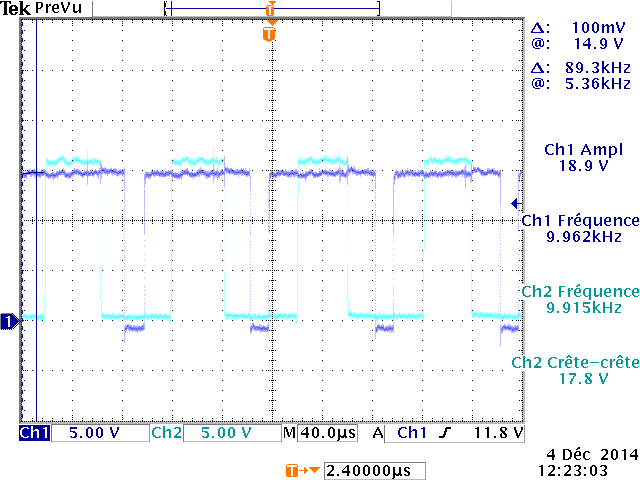 Tek PreVu
T
T
Δ: 100mV
@: 14.9 V
Δ: 89.3kHz
@: 5.36kHz
Ch1 Ampl
18.9 V
Ch1 Fréquence
9.962kHz
Ch2 Fréquence
9.915kHz
1
Ch2 Crête-crête
17.8 V
Ch1 5.00 V Ch2 5.00 V M 40.0µs A Ch1 11.8 V
T 2.40000µs
4 Déc 2014
12:23:03